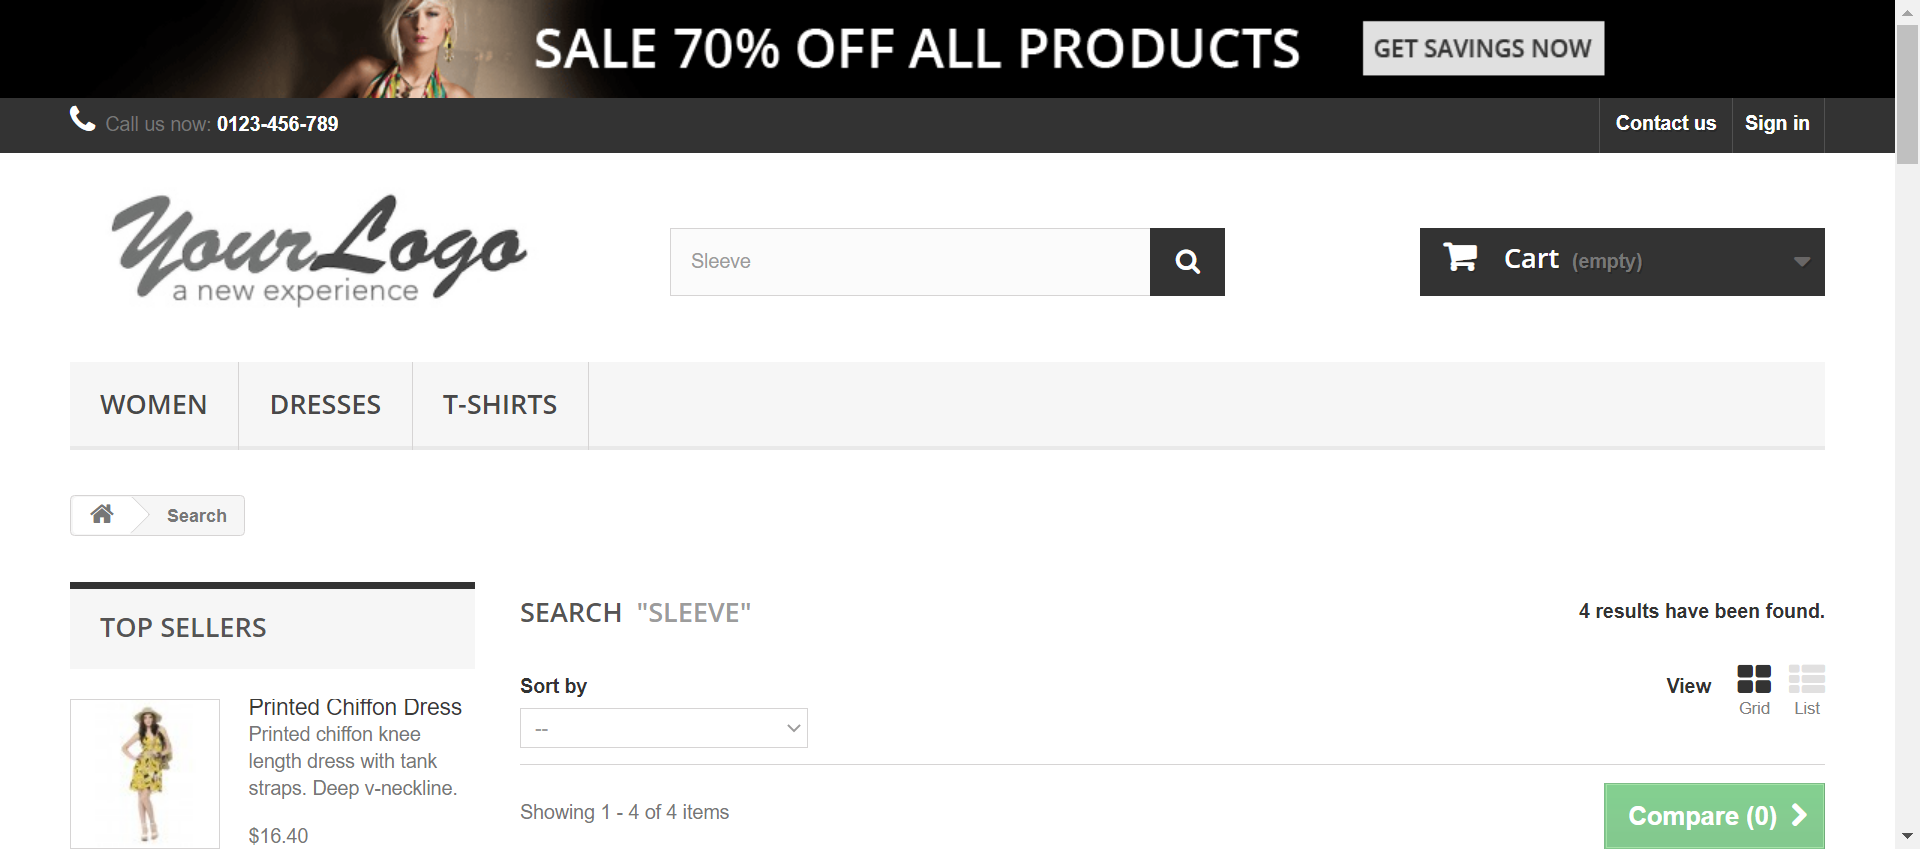 SALE 70% OFF ALL PRODUCTS
GET SAVINGS NOW
Call us now: 0123-456-789
Contact us
Sign in
YourLogo
a new experience
Sleeve
Cart (empty)
WOMEN
DRESSES
T-SHIRTS
Search
TOP SELLERS
Printed Chiffon Dress
Printed chiffon knee
length dress with tank
straps. Deep v-neckline.
$16.40
SEARCH "SLEEVE"
4 results have been found.
Sort by
--
View
Grid
List
Showing 1 - 4 of 4 items
Compare (0)